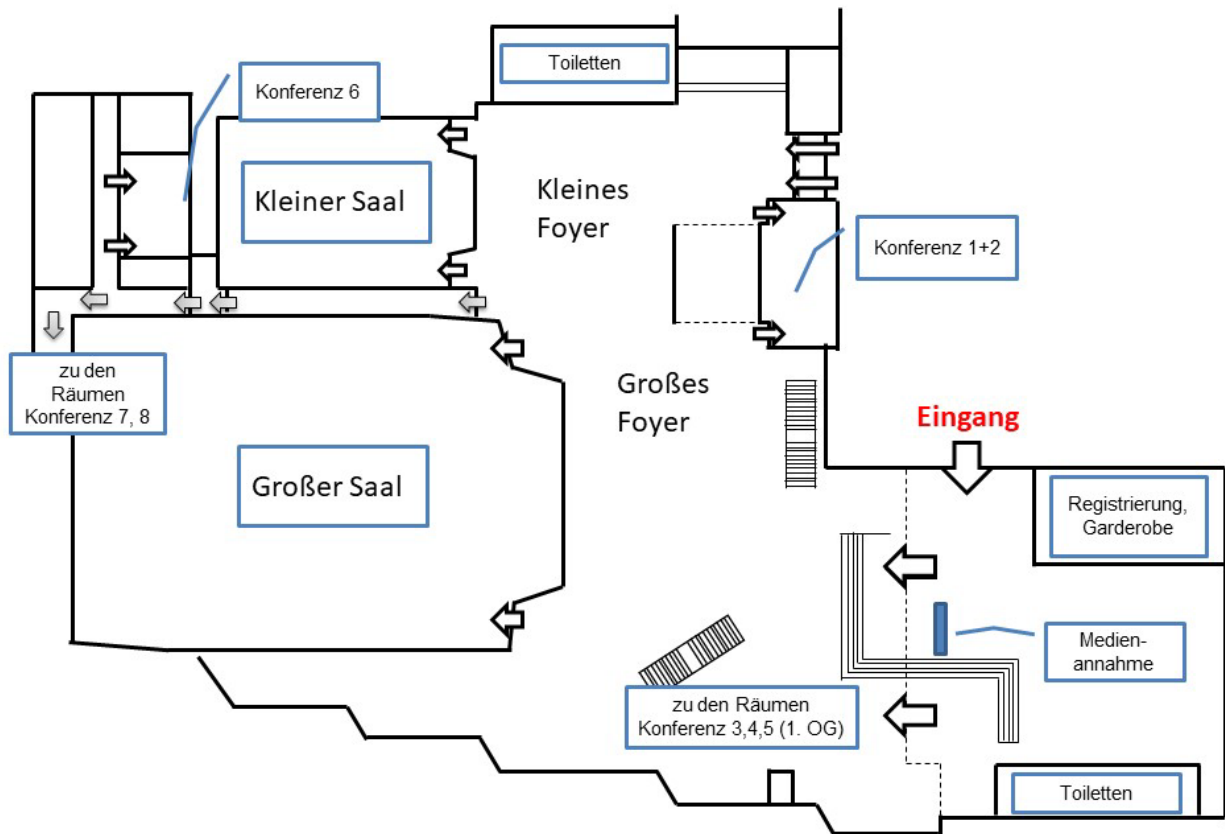 Toiletten
Konferenz 6
Kleiner Saal
Kleines
Foyer
Konferenz 1+2
zu den
Räumen
Konferenz 7, 8
Großes
Foyer
Eingang
Großer Saal
Registrierung,
Garderobe
Medien-
annahme
zu den Räumen
Konferenz 3,4,5 (1. OG)
Toiletten